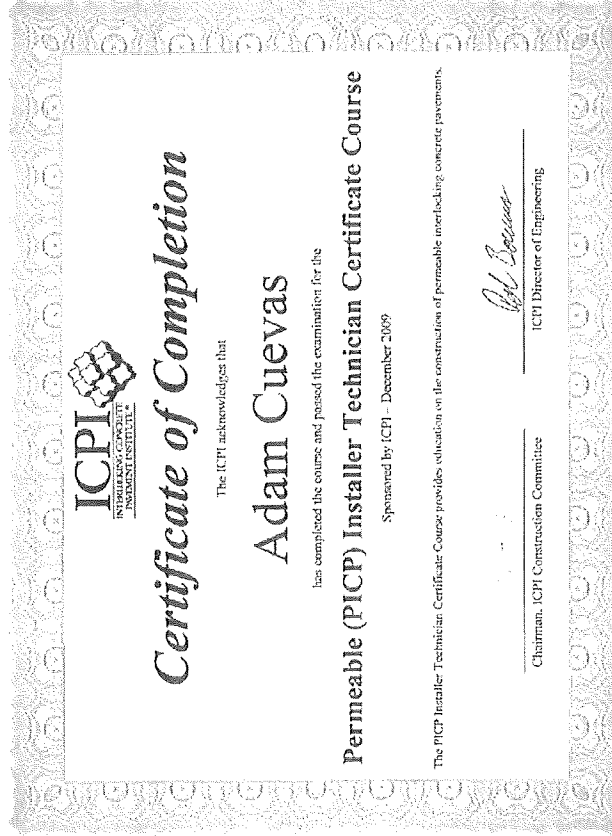 ICPI
INTERLOCKING CONCRETE
PAVEMENT INSTITUTE®
Certificate of Completion
The ICPI acknowledges that
Adam Cuevas
has completed the course and passed the examination for the
Permeable (PICP) Installer Technician Certificate Course
Sponsored by ICPI – December 2009
The PICP Installer Technician Certificate Course provides education on the construction of permeable interlocking concrete pavements.
Chairman, ICPI Construction Committee
ICPI Director of Engineering